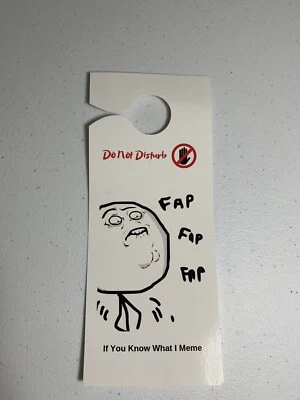 Do Not Disturb
FAP
FAP
FAP
If You Know What I Meme